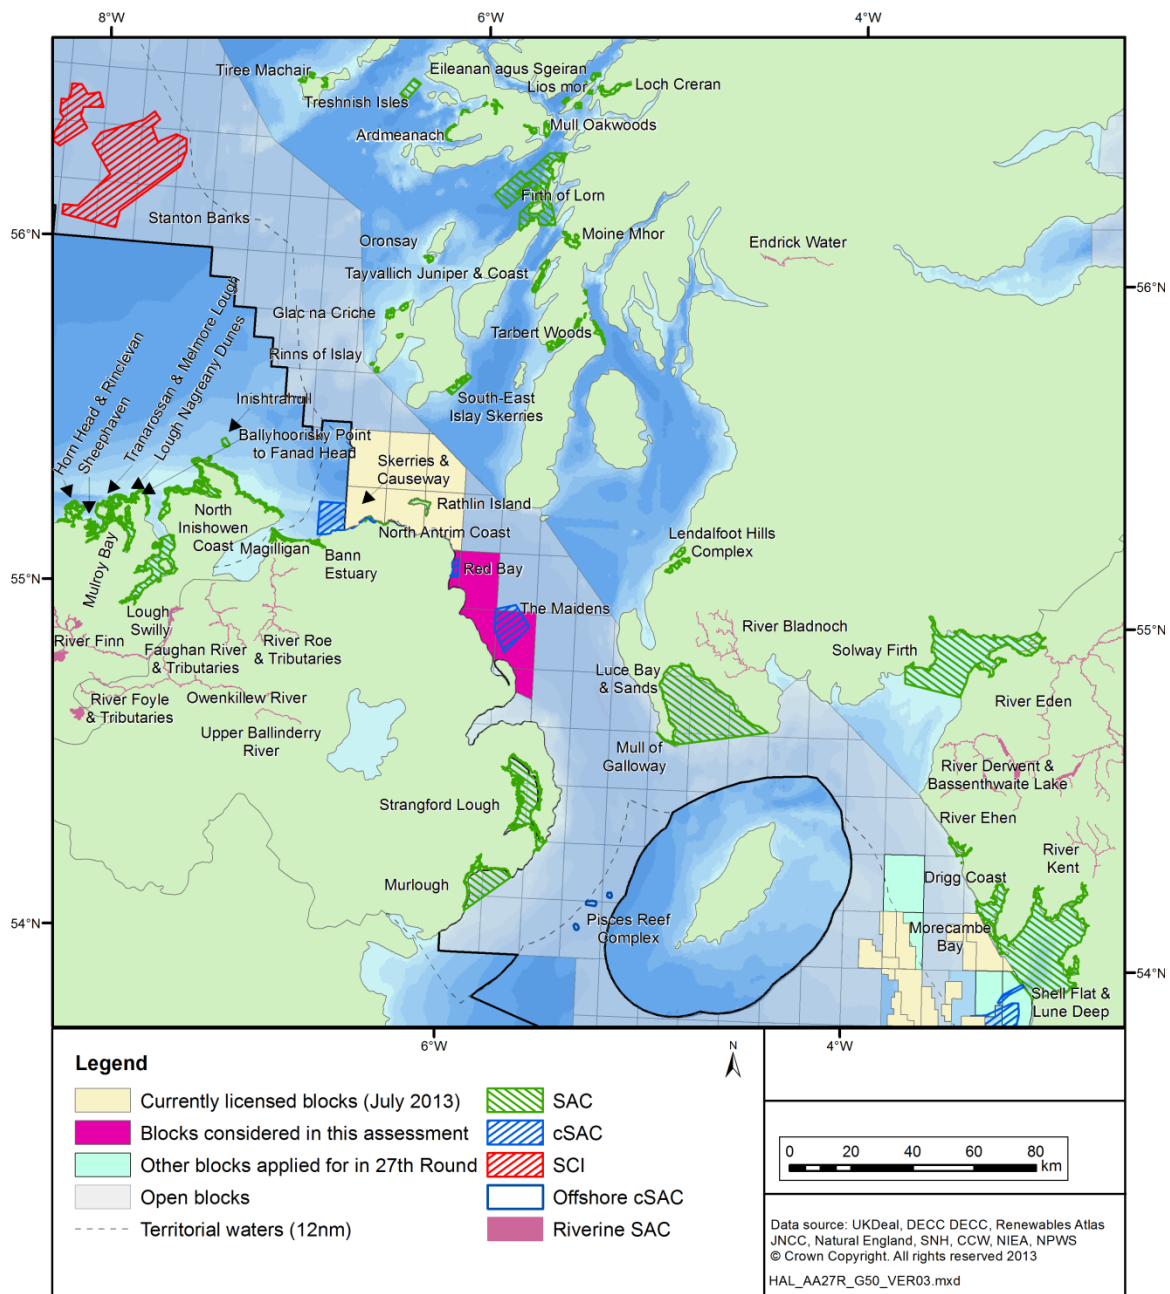 8°W
6°W
4°W
Tiree Machair
Eileanan agus Sgeiran
Lios mor
Loch Creran
Treshnish Isles
Ardmeanach
Mull Oakwoods
Firth of Lorn
Stanton Banks
56°N
Oronsay
Moine Mhor
Endrick Water
Tayvallich Juniper & Coast
56°N
Glac na Criche
Tarbert Woods
Rinns of Islay
South-East
Islay Skerries
Horn Head & Rinclevan
Sheephaven
Tranarossan & Melmore Lough
Lough Nagreany Dunes
Inishtrahull
Ballyhoorisky Point
to Fanad Head
Skerries &
Causeway
Rathlin Island
North
Inishowen
Coast
North Antrim Coast
Magilligan
Bann
Estuary
Mulroy Bay
Lendalfoot Hills
Complex
55°N
Red Bay
The Maidens
Lough
Swilly
River Finn
Faughan River
& Tributaries
River Roe
& Tributaries
River Bladnoch
55°N
Solway Firth
Luce Bay
& Sands
River Foyle
& Tributaries
Owenkillew River
River Eden
Upper Ballinderry
River
Mull of
Galloway
River Derwent &
Bassenthwaite Lake
Strangford Lough
River Ehen
River
Kent
Drigg Coast
Murlough
54°N
Pisces Reef
Complex
Morecambe
Bay
54°N
Shell Flat &
Lune Deep
6°W
4°W
N
Legend
Currently licensed blocks (July 2013)
Blocks considered in this assessment
Other blocks applied for in 27th Round
Open blocks
Territorial waters (12nm)
SAC
cSAC
SCI
Offshore cSAC
Riverine SAC
0 20 40 60 80
km
Data source: UKDeal, DECC DECC, Renewables Atlas
JNCC, Natural England, SNH, CCW, NIEA, NPWS
© Crown Copyright. All rights reserved 2013
HAL_AA27R_G50_VER03.mxd